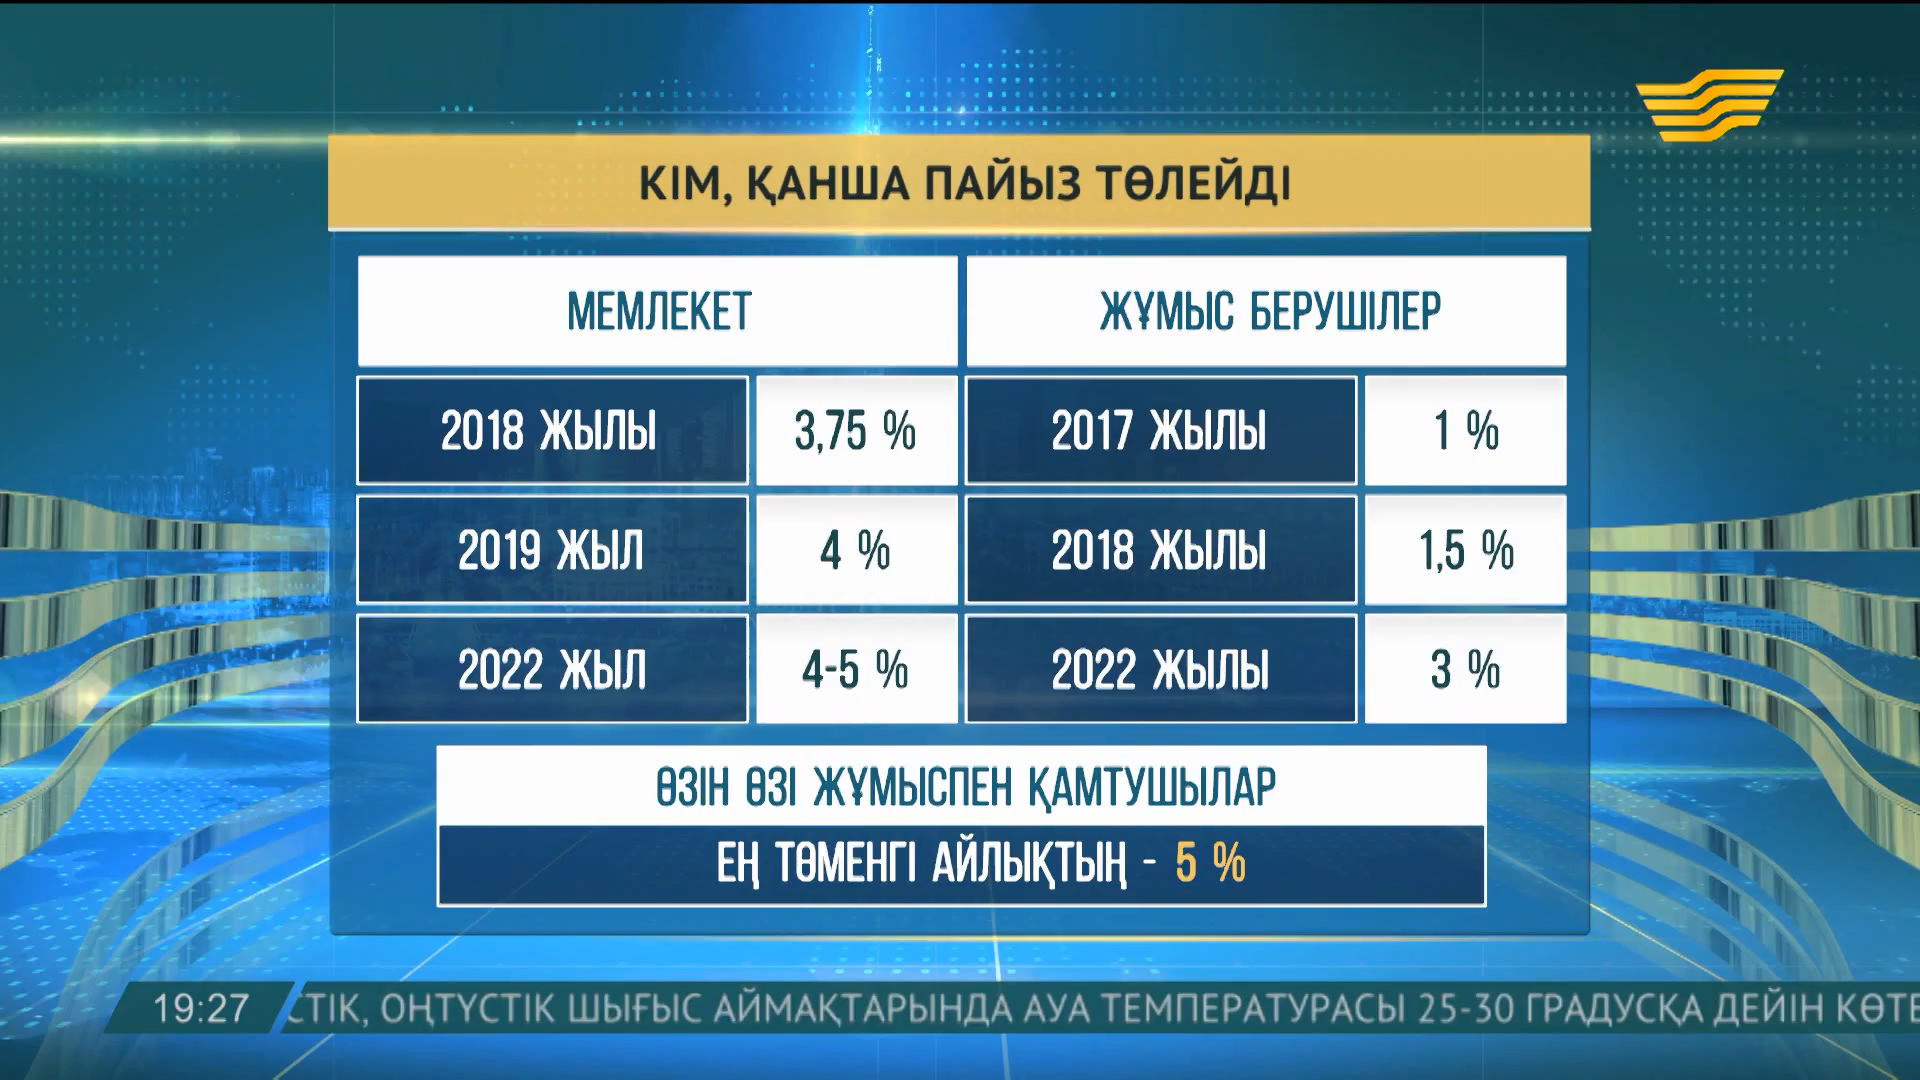 КІМ, ҚАНША ПАЙЫЗ ТӨЛЕЙДІ
МЕМЛЕКЕТ
ЖҰМЫС БЕРУШІЛЕР
2018 ЖЫЛЫ 3,75 % 2017 ЖЫЛЫ 1 %
2019 ЖЫЛ 4 % 2018 ЖЫЛЫ 1,5 %
2022 ЖЫЛ 4-5 % 2022 ЖЫЛЫ 3 %
ӨЗІН ӨЗІ ЖҰМЫСПЕН ҚАМТУШЫЛАР
ЕҢ ТӨМЕНГІ АЙЛЫҚТЫҢ - 5 %
19:27 СТІК, ОҢТҮСТІК ШЫҒЫС АЙМАҚТАРЫНДА АУА ТЕМПЕРАТУРАСЫ 25-30 ГРАДУСҚА ДЕЙІН КӨТЕ